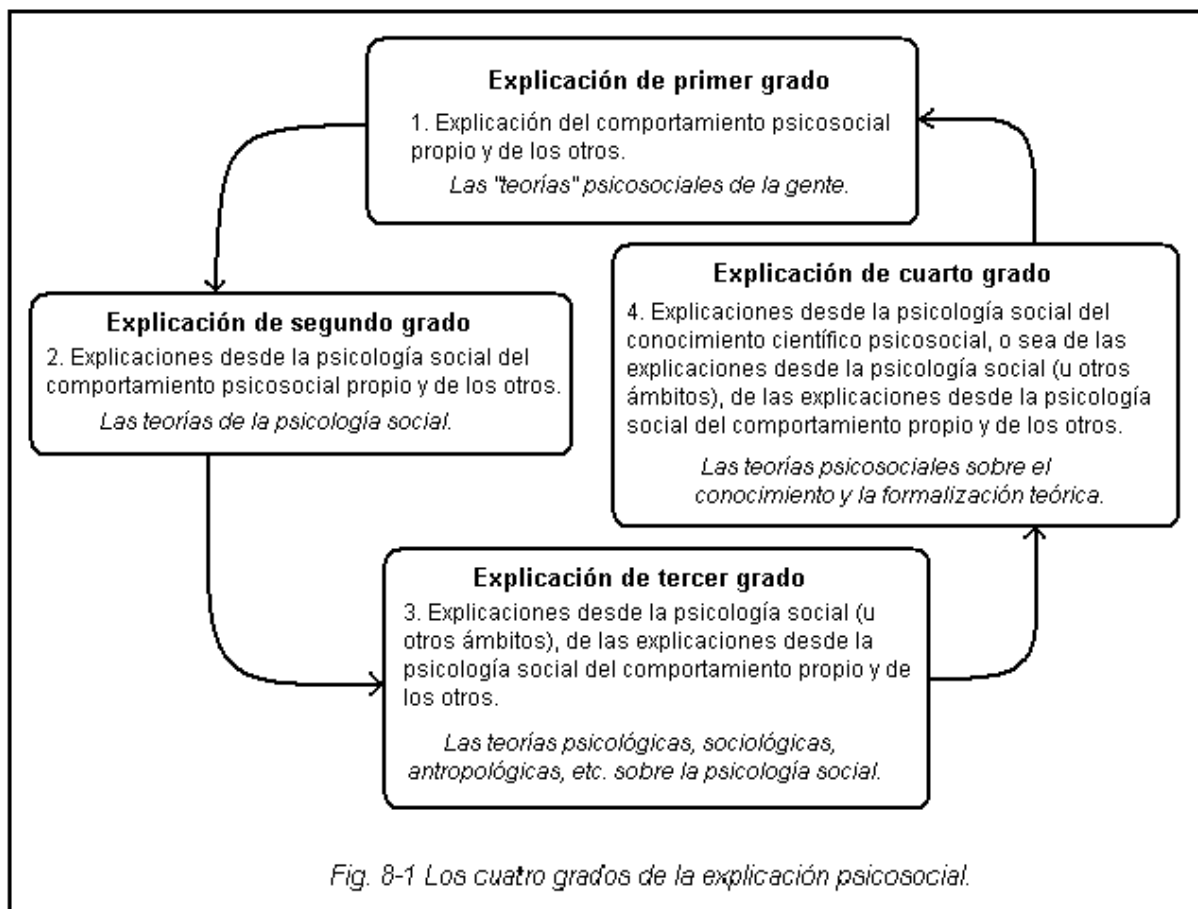 Explicación de primer grado
1. Explicación del comportamiento psicosocial
propio y de los otros.
Las "teorías" psicosociales de la gente.
Explicación de segundo grado
2. Explicaciones desde la psicología social del
comportamiento psicosocial propio y de los otros.
Las teorías de la psicología social.
Explicación de tercer grado
3. Explicaciones desde la psicología social (u
otros ámbitos), de las explicaciones desde la
psicología social del comportamiento propio y de
los otros.
Las teorías psicológicas, sociológicas,
antropológicas, etc. sobre la psicología social.
Explicación de cuarto grado
4. Explicaciones desde la psicología social del
conocimiento científico psicosocial, o sea de las
explicaciones desde la psicología social (u otros
ámbitos), de las explicaciones desde la psicología
social del comportamiento propio y de los otros.
Las teorías psicosociales sobre el
conocimiento y la formalización teórica.
Fig. 8-1 Los cuatro grados de la explicación psicosocial.